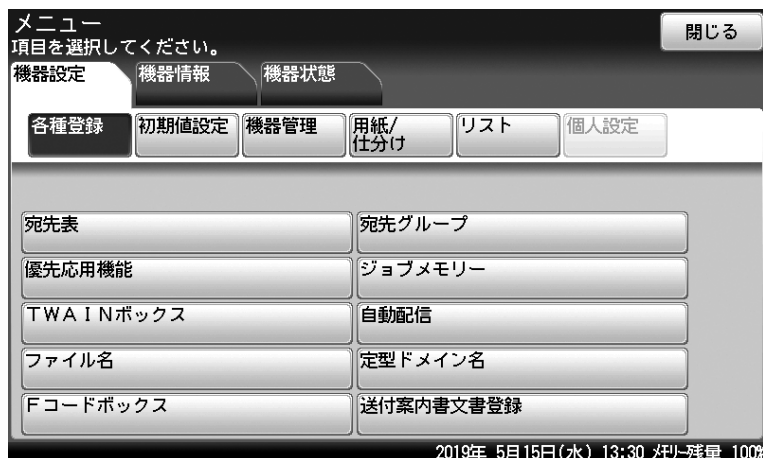 メニュー
項目を選択してください。
閉じる
機器設定
機器情報
機器状態
各種登録
初期値設定
機器管理
用紙/
仕分け
リスト
個人設定
宛先表
宛先グループ
優先応用機能
ジョブメモリー
TWAINボックス
自動配信
ファイル名
定型ドメイン名
Fコードボックス
送付案内書文書登録
2019年 5月15日(水) 13:30 ﾒﾓﾘｰ残量 100%